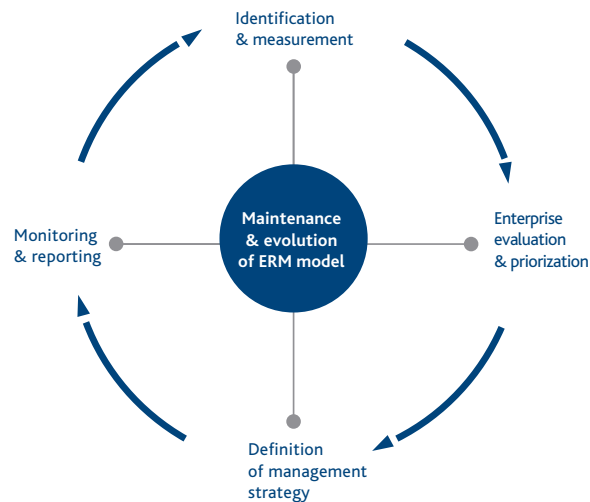 Identification
& measurement
Maintenance
& evolution
of ERM model
Enterprise
evaluation
& priorization
Monitoring
& reporting
Definition
of management
strategy